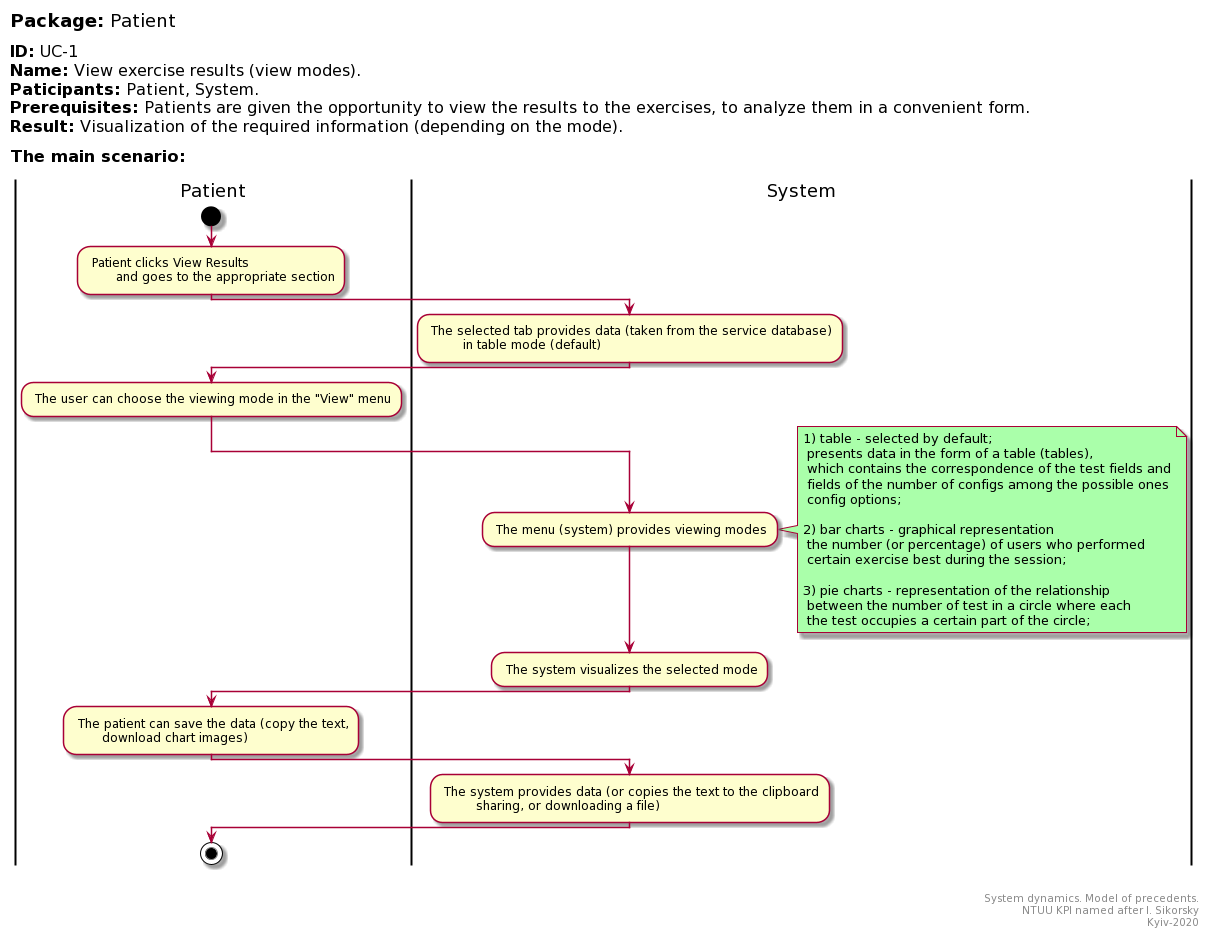 Package: Patient
ID: UC-1
Name: View exercise results (view modes).
Paticipants: Patient, System.
Prerequisites: Patients are given the opportunity to view the results to the exercises, to analyze them in a convenient form.
Result: Visualization of the required information (depending on the mode).
The main scenario:
Patient
System
Patient clicks View Results
and goes to the appropriate section
The selected tab provides data (taken from the service database)
in table mode (default)
The user can choose the viewing mode in the "View" menu
1) table - selected by default;
presents data in the form of a table (tables),
which contains the correspondence of the test fields and
fields of the number of configs among the possible ones
config options;
2) bar charts - graphical representation
the number (or percentage) of users who performed
certain exercise best during the session;
3) pie charts - representation of the relationship
between the number of test in a circle where each
the test occupies a certain part of the circle;
The menu (system) provides viewing modes
The system visualizes the selected mode
The patient can save the data (copy the text,
download chart images)
The system provides data (or copies the text to the clipboard
sharing, or downloading a file)
System dynamics. Model of precedents.
NTUU KPI named after I. Sikorsky
Kyiv-2020